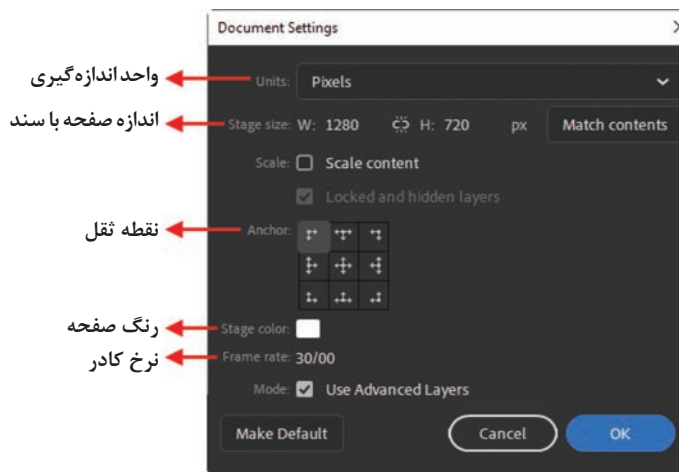 Document Settings
واحد اندازه‌گیری
Units: Pixels
اندازه صفحه با سند
Stage size: W: 1280 H: 720 px Match contents
Scale: Scale content
Locked and hidden layers
نقطه ثقل
Anchor:
رنگ صفحه
Stage color:
نرخ کادر
Frame rate: 30/00
Mode: Use Advanced Layers
Make Default Cancel OK